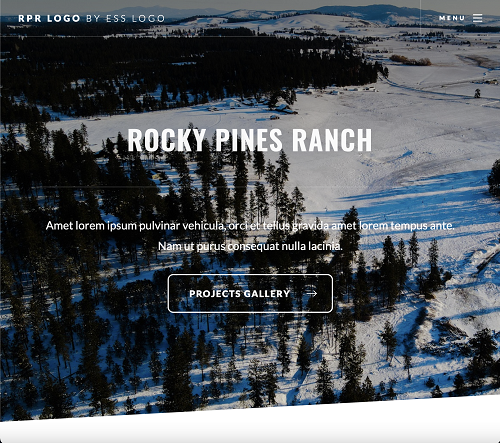 RPR LOGO BY ESS LOGO
MENU
ROCKY PINES RANCH
Amet lorem ipsum pulvinar vehicula, orci et tellus gravida amet lorem tempus ante.
Nam ut purus consequat nulla lacinia.
PROJECTS GALLERY